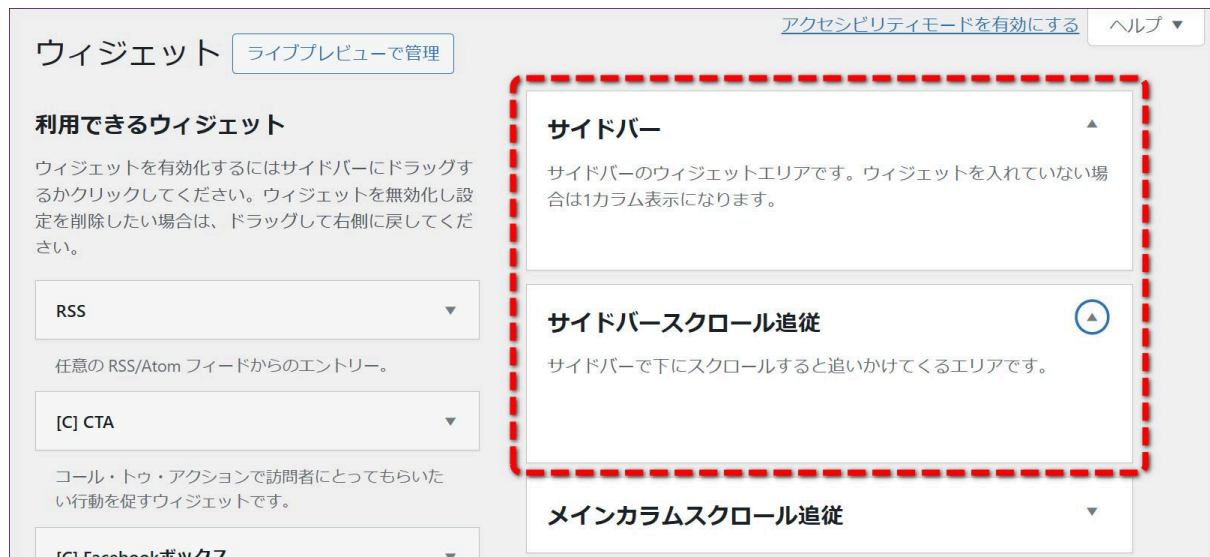 アクセシビリティモードを有効にする
ヘルプ ▼
ウィジェット
ライブプレビューで管理
利用できるウィジェット
ウィジェットを有効化するにはサイドバーにドラッグす
るかクリックしてください。ウィジェットを無効化し設
定を削除したい場合は、ドラッグして右側に戻してくだ
さい。
RSS
任意の RSS/Atom フィードからのエントリー。
[C] CTA
コール・トゥ・アクションで訪問者にとってもらいた
い行動を促すウィジェットです。
[C] Facebookボックス
サイドバー
サイドバーのウィジェットエリアです。ウィジェットを入れていない場
合は1カラム表示になります。
サイドバースクロール追従
サイドバーで下にスクロールすると追いかけてくるエリアです。
メインカラムスクロール追従